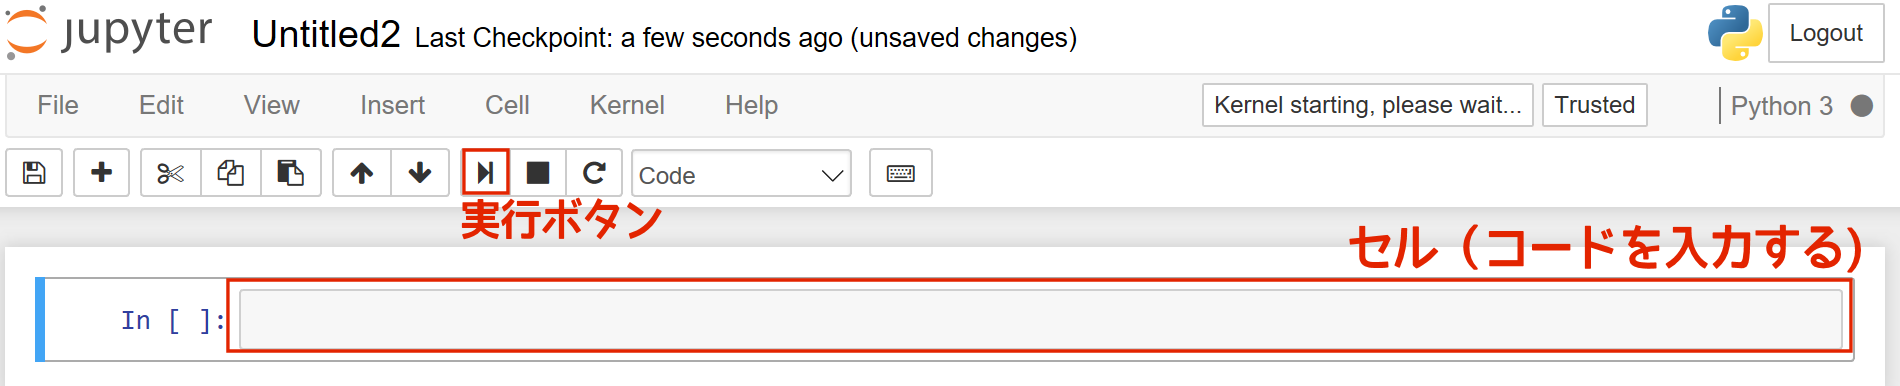 jupyter Untitled2 Last Checkpoint: a few seconds ago (unsaved changes) Logout
File Edit View Insert Cell Kernel Help Kernel starting, please wait... Trusted Python 3
Code
実行ボタン
セル（コードを入力する）
In [ ]: